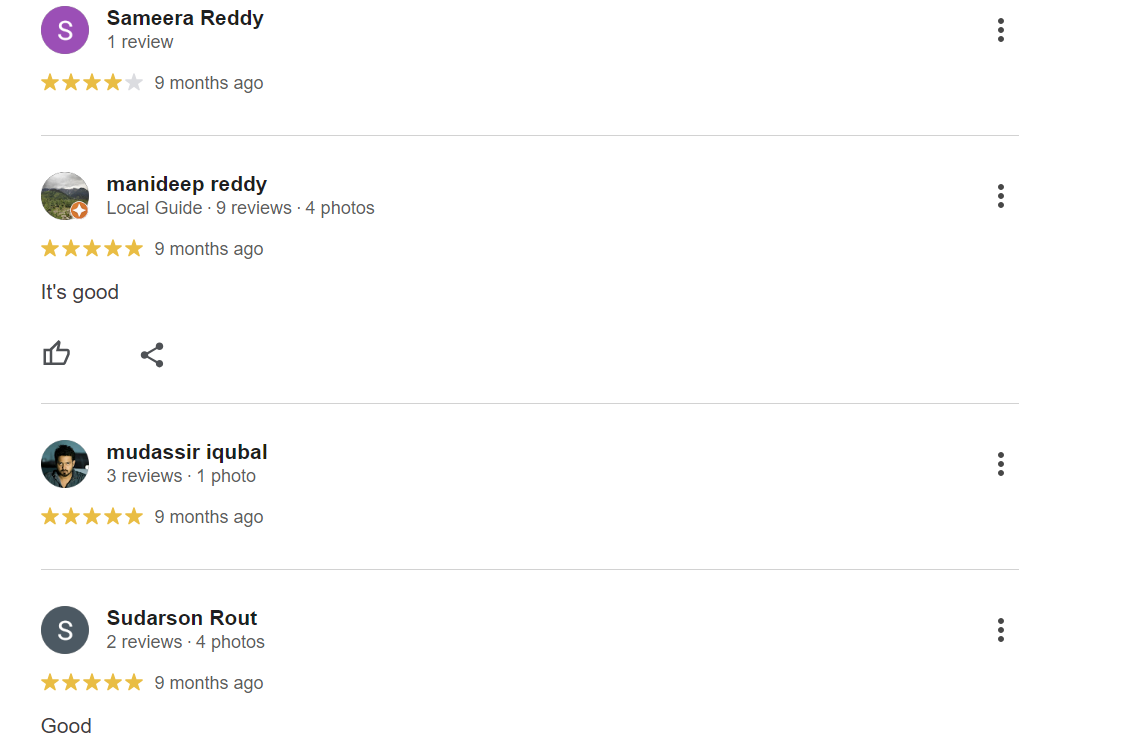 S
Sameera Reddy
1 review
9 months ago
manideep reddy
Local Guide · 9 reviews · 4 photos
9 months ago
It's good
mudassir iqubal
3 reviews · 1 photo
9 months ago
S
Sudarson Rout
2 reviews · 4 photos
9 months ago
Good